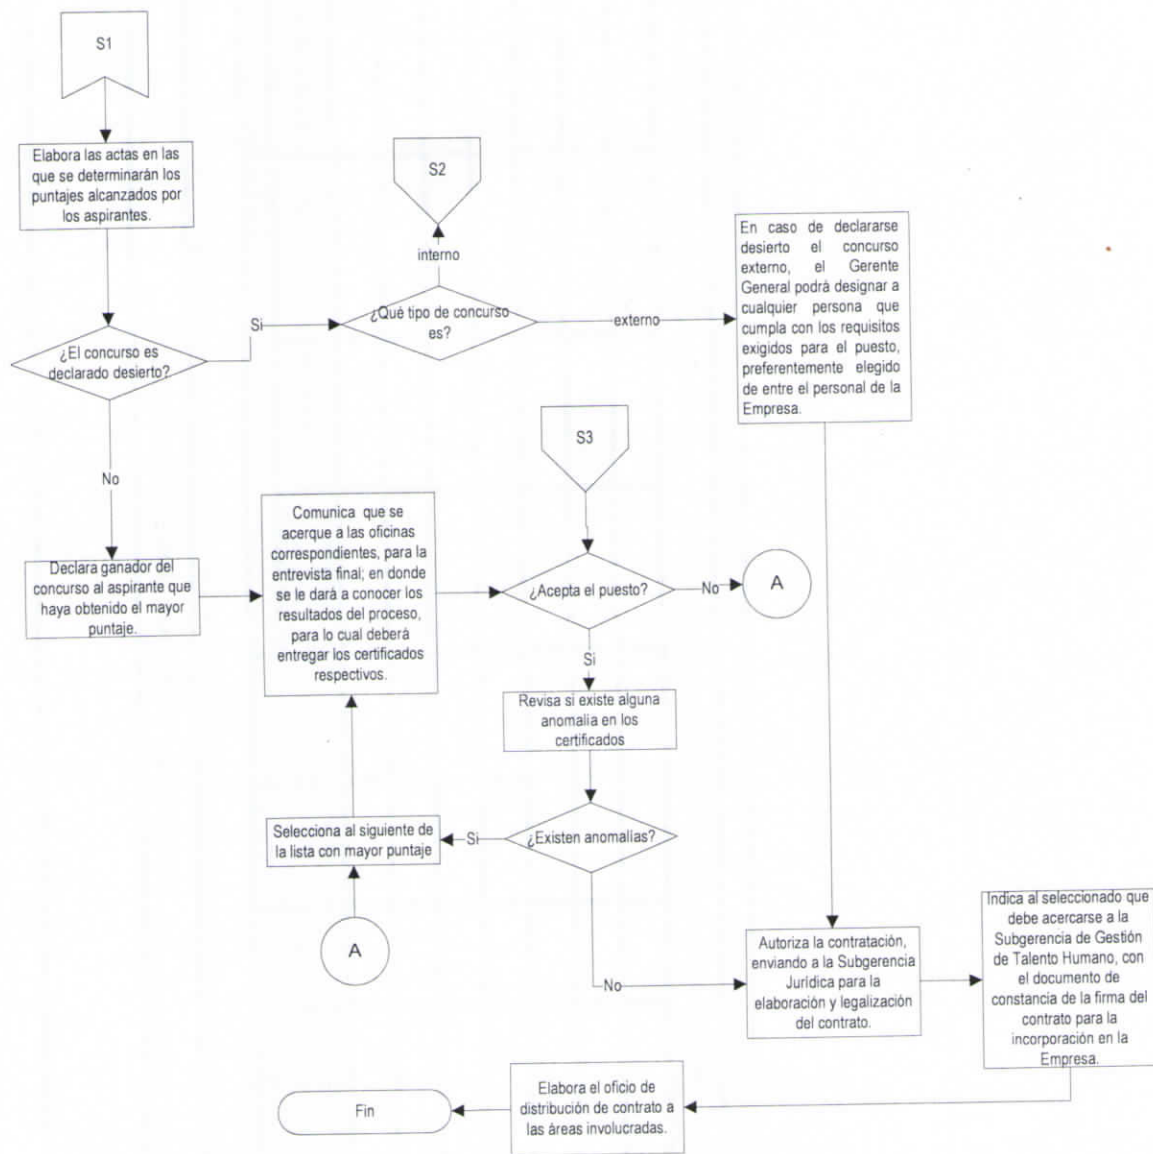 S1
Elabora las actas en las
que se determinarán los
puntajes alcanzados por
los aspirantes.
¿El concurso es
declarado desierto?
Si
¿Qué tipo de concurso
es?
interno
S2
externo
En caso de declararse
desierto el concurso
externo, el Gerente
General podrá designar a
cualquier persona que
cumpla con los requisitos
exigidos para el puesto,
preferentemente elegido
de entre el personal de la
Empresa.
No
Declara ganador del
concurso al aspirante que
haya obtenido el mayor
puntaje.
Comunica que se
acerque a las oficinas
correspondientes, para la
entrevista final; en donde
se le dará a conocer los
resultados del proceso,
para lo cual deberá
entregar los certificados
respectivos.
S3
¿Acepta el puesto?
No
A
Si
Revisa si existe alguna
anomalia en los
certificados
¿Existen anomalías?
Si
Selecciona al siguiente de
la lista con mayor puntaje
A
No
Autoriza la contratación,
enviando a la Subgerencia
Jurídica para la
elaboración y legalización
del contrato.
Indica al seleccionado que
debe acercarse a la
Subgerencia de Gestión
de Talento Humano, con
el documento de
constancia de la firma del
contrato para la
incorporación en la
Empresa.
Elabora el oficio de
distribución de contrato a
las áreas involucradas.
Fin